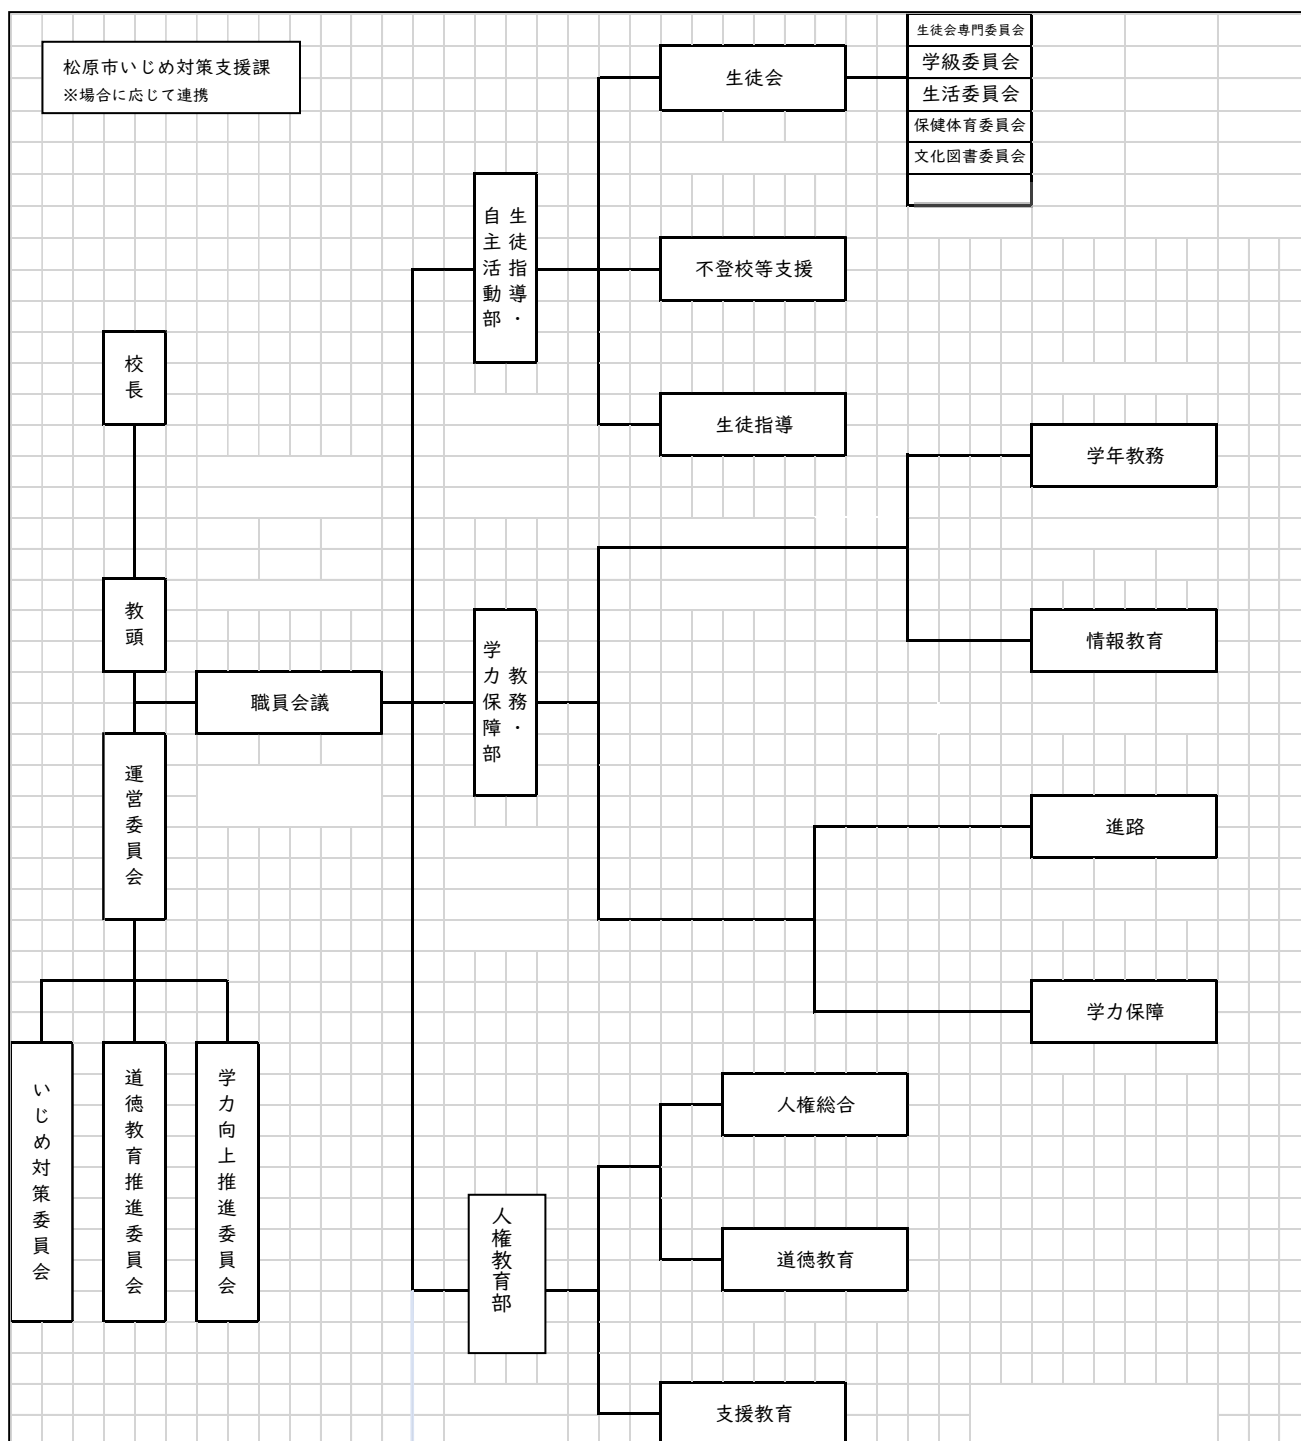 松原市いじめ対策支援課
※場合に応じて連携
生徒会
生徒会専門委員会
学級委員会
生活委員会
保健体育委員会
文化図書委員会
生徒指導・
自主活動部
不登校等支援
生徒指導
校長
教頭
職員会議
運営委員会
教務・
学力保障部
学年教務
情報教育
進路
学力保障
いじめ対策委員会
道徳教育推進委員会
学力向上推進委員会
人権教育部
人権総合
道徳教育
支援教育